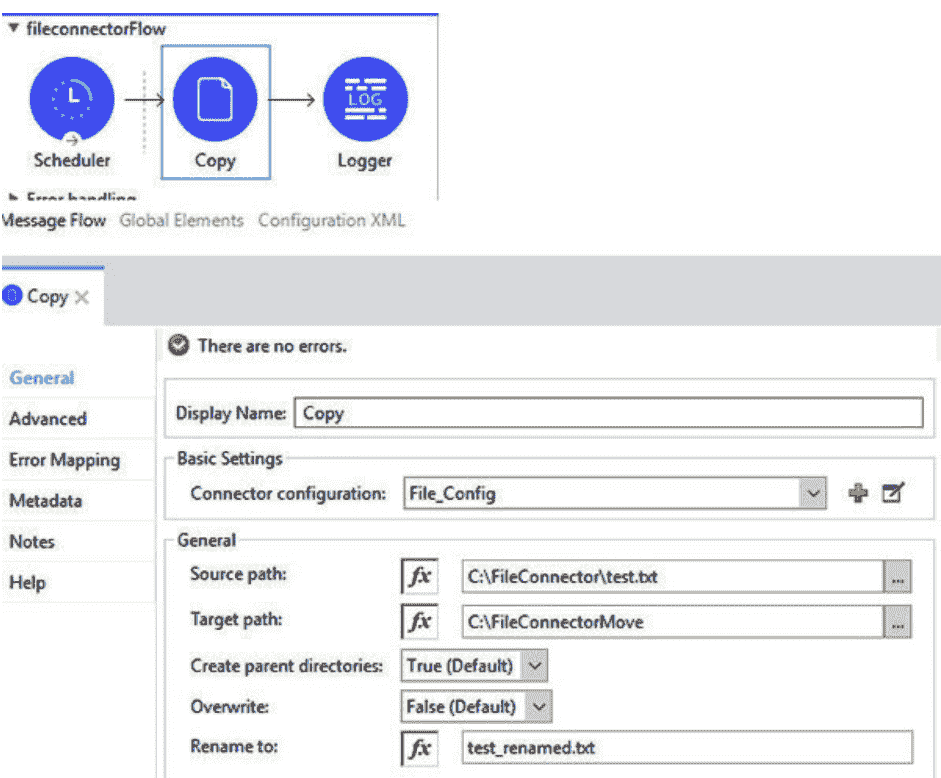 fileconnectorFlow
LOG
Scheduler Copy Logger
Error handling
Message Flow Global Elements Configuration XML
Copy
There are no errors.
General
Display Name: Copy
Advanced
Error Mapping
Basic Settings
Connector configuration: File_Config
Metadata
Notes
General
Help
Source path: fx C:\FileConnector\test.txt ...
Target path: fx C:\FileConnectorMove ...
Create parent directories: True (Default)
Overwrite: False (Default)
Rename to: fx test_renamed.txt